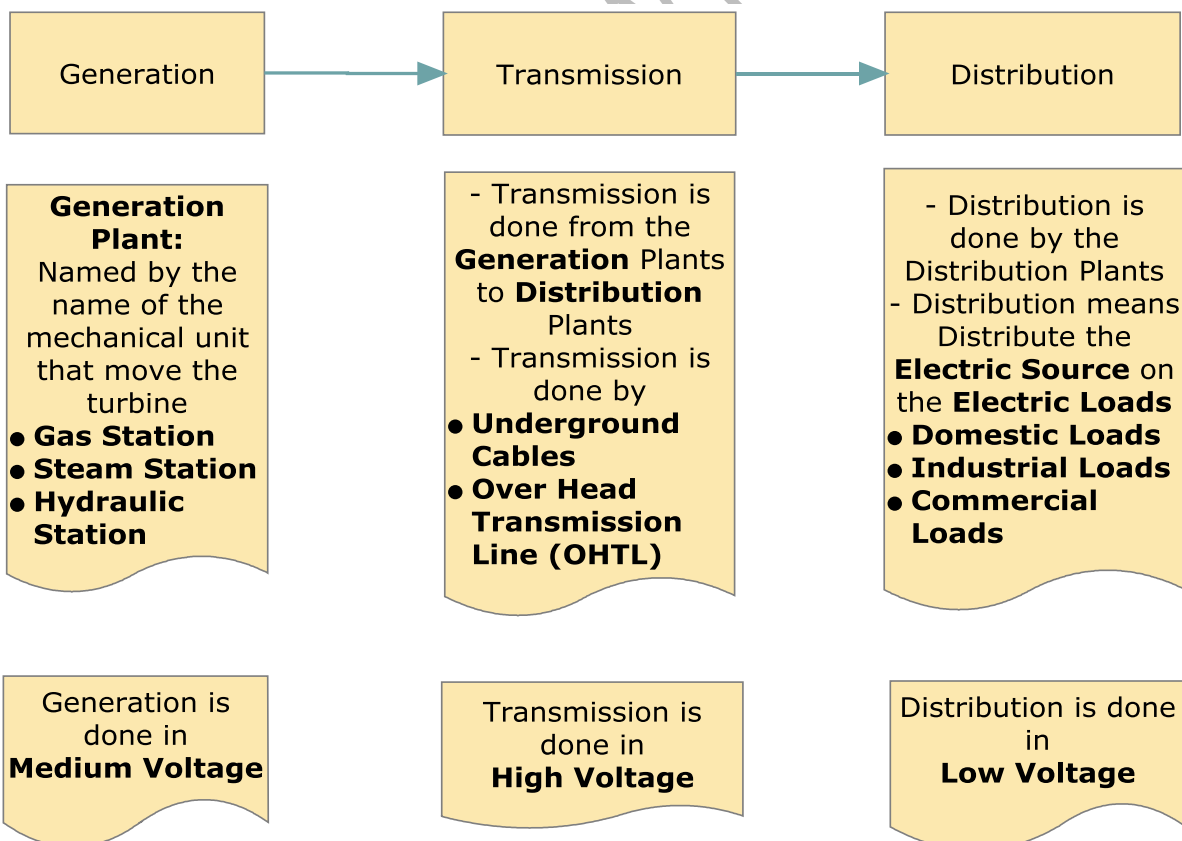 Generation
Transmission
Distribution
Generation
Plant:
Named by the
name of the
mechanical unit
that move the
turbine
● Gas Station
● Steam Station
● Hydraulic
Station
- Transmission is
done from the
Generation Plants
to Distribution
Plants
- Transmission is
done by
● Underground
Cables
● Over Head
Transmission
Line (OHTL)
- Distribution is
done by the
Distribution Plants
- Distribution means
Distribute the
Electric Source on
the Electric Loads
● Domestic Loads
● Industrial Loads
● Commercial
Loads
Generation is
done in
Medium Voltage
Transmission is
done in
High Voltage
Distribution is done
in
Low Voltage